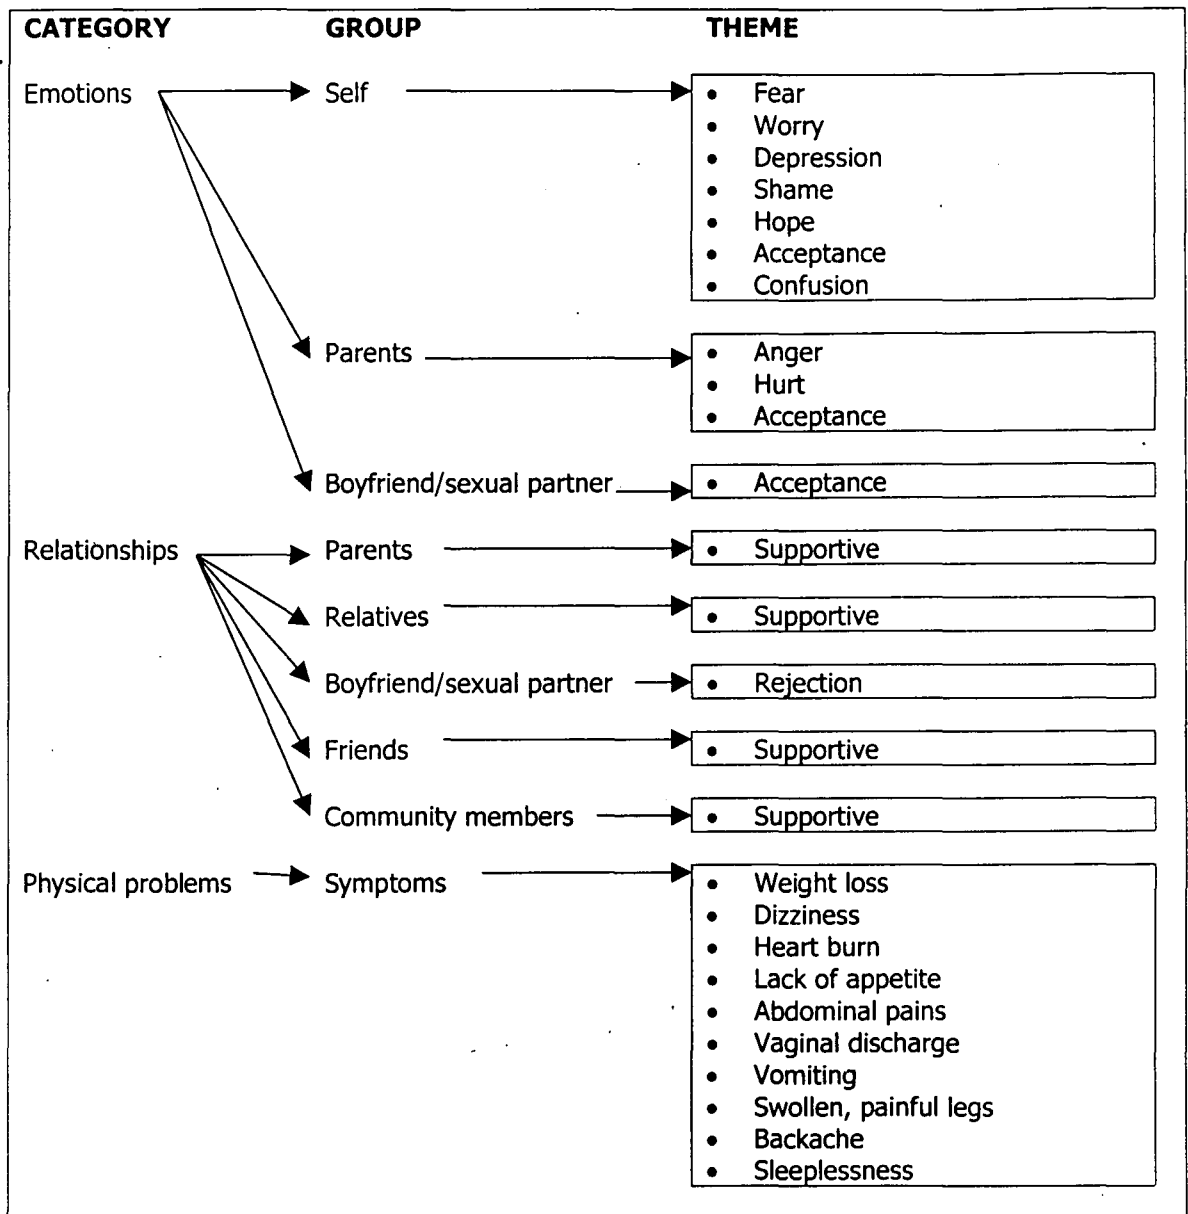 CATEGORY GROUP THEME
Emotions Self • Fear
• Worry
• Depression
• Shame
• Hope
• Acceptance
• Confusion
Parents • Anger
• Hurt
• Acceptance
Boyfriend/sexual partner • Acceptance
Relationships Parents • Supportive
Relatives • Supportive
Boyfriend/sexual partner • Rejection
Friends • Supportive
Community members • Supportive
Physical problems Symptoms • Weight loss
• Dizziness
• Heart burn
• Lack of appetite
• Abdominal pains
• Vaginal discharge
• Vomiting
• Swollen, painful legs
• Backache
• Sleeplessness